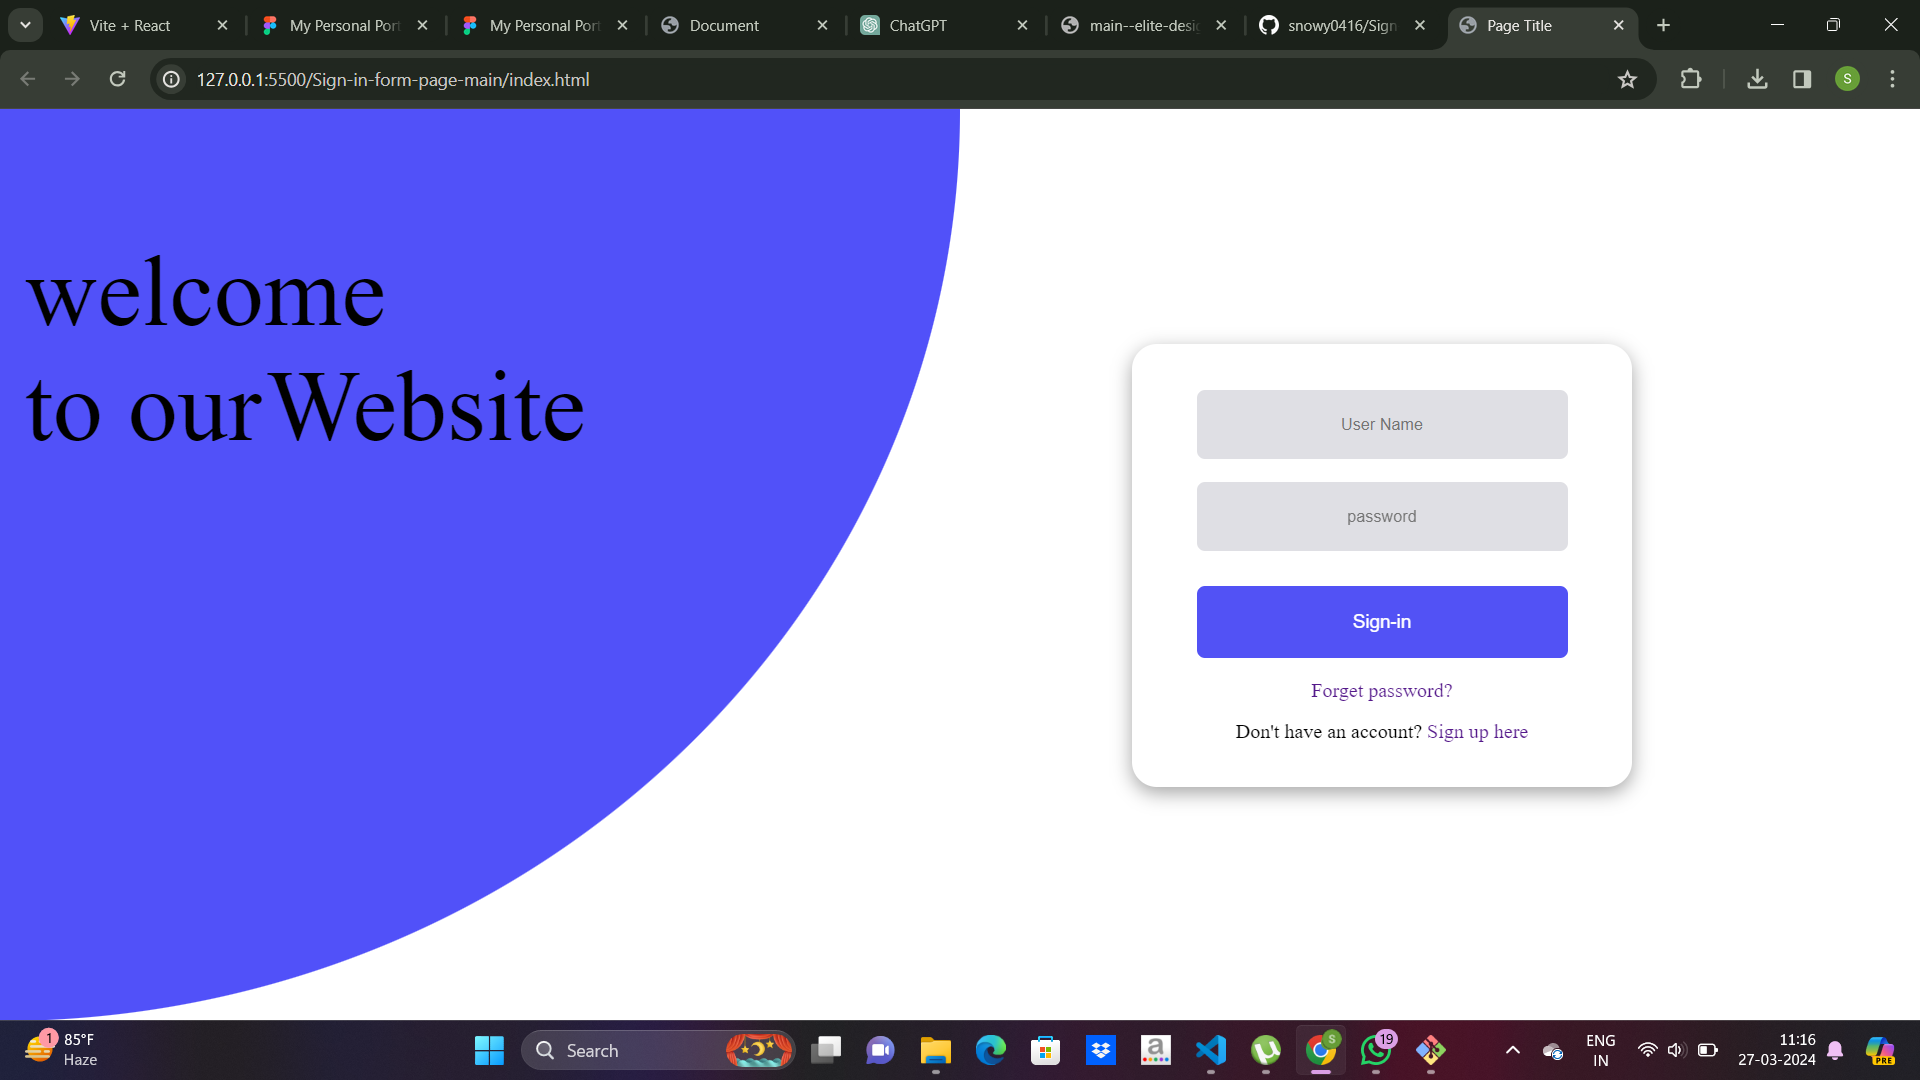 Vite + React
My Personal Port
My Personal Port
Document
ChatGPT
main--elite-desig
snowy0416/Sign
Page Title
127.0.0.1:5500/Sign-in-form-page-main/index.html
S
welcome
to our Website
User Name
password
Sign-in
Forget password?
Don't have an account? Sign up here
1
85°F
Haze
Search
a
S
19
ENG
IN
11:16
27-03-2024
PRE